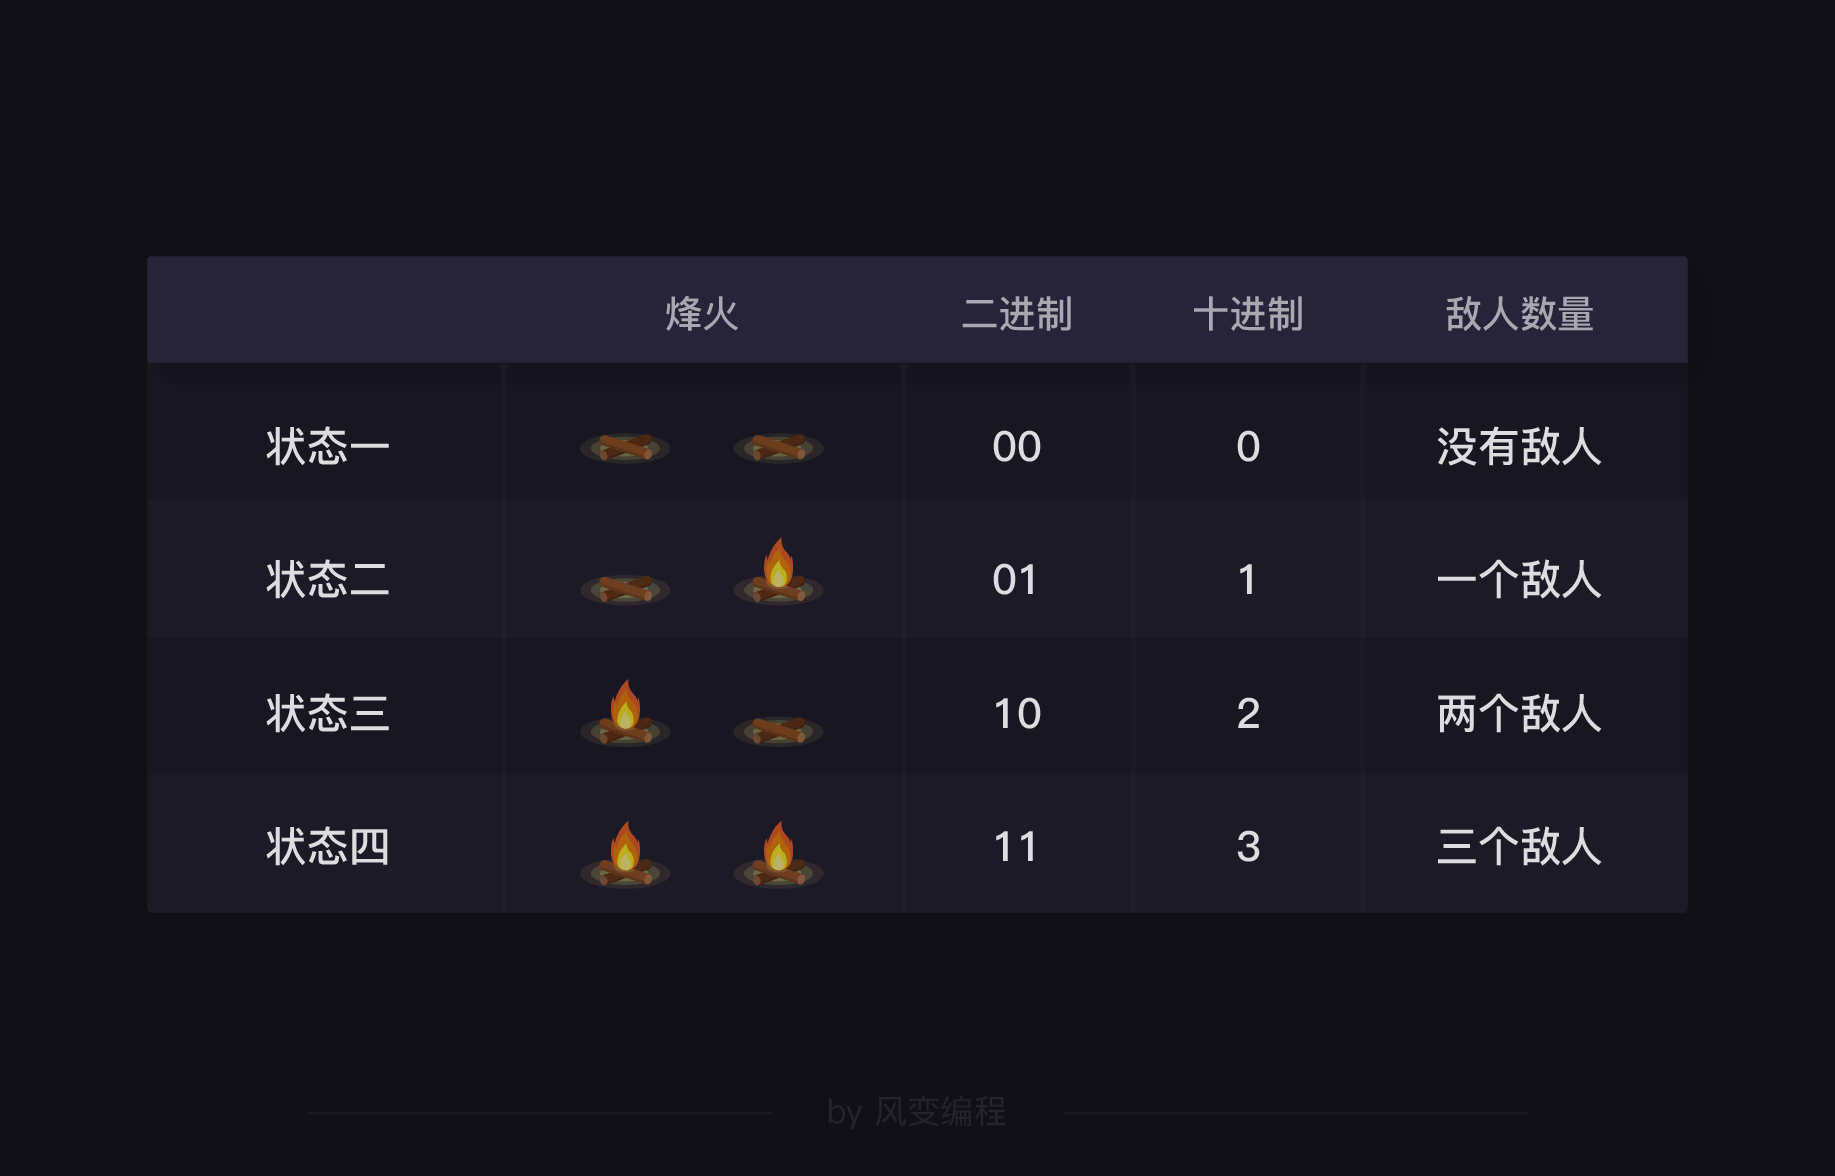 烽火 二进制 十进制 敌人数量
状态一 00 0 没有敌人
状态二 01 1 一个敌人
状态三 10 2 两个敌人
状态四 11 3 三个敌人
by 风变编程